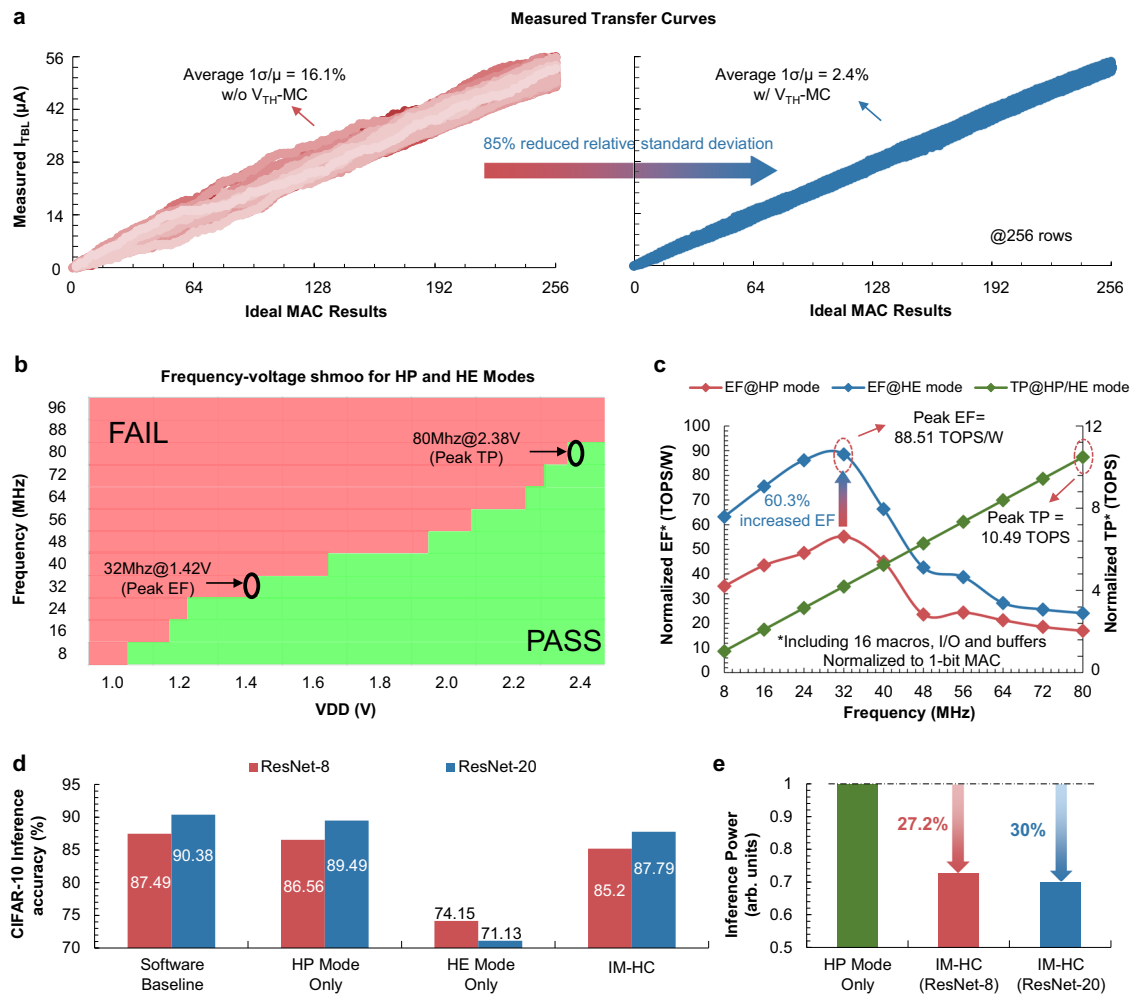 a
Measured Transfer Curves
56
42
28
14
0
Measured I_TBL (µA)
Average 1σ/µ = 16.1%
w/o V_TH-MC
85% reduced relative standard deviation
Average 1σ/µ = 2.4%
w/ V_TH-MC
@256 rows
0 64 128 192 256
Ideal MAC Results
0 64 128 192 256
Ideal MAC Results
b
Frequency-voltage shmoo for HP and HE Modes
96
88
80
72
64
56
48
40
32
24
16
8
Frequency (MHz)
FAIL
80Mhz@2.38V
(Peak TP)
32Mhz@1.42V
(Peak EF)
PASS
1.0 1.2 1.4 1.6 1.8 2.0 2.2 2.4
VDD (V)
c
EF@HP mode EF@HE mode TP@HP/HE mode
100
90
80
70
60
50
40
30
20
10
0
Normalized EF* (TOPS/W)
Peak EF=
88.51 TOPS/W
60.3%
increased EF
Peak TP =
10.49 TOPS
*Including 16 macros, I/O and buffers
Normalized to 1-bit MAC
12
10
8
6
4
2
0
Normalized TP* (TOPS)
8 16 24 32 40 48 56 64 72 80
Frequency (MHz)
d
ResNet-8 ResNet-20
95
90
85
80
75
70
CIFAR-10 Inference
accuracy (%)
87.49
90.38
86.56
89.49
74.15
71.13
85.2
87.79
Software
Baseline
HP Mode
Only
HE Mode Only
IM-HC
e
1
0.9
0.8
0.7
0.6
0.5
Inference Power
(arb. units)
27.2%
30%
HP Mode
Only
IM-HC
(ResNet-8)
IM-HC
(ResNet-20)